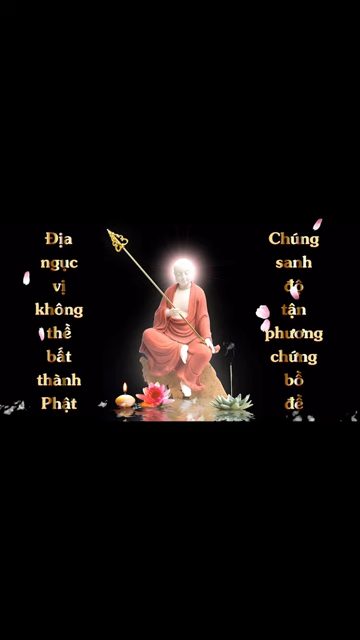 Địa
ngục
vị
không
thề
bất
thành
Phật
Chúng
sanh
độ
tận
phương
chứng
bồ
đề